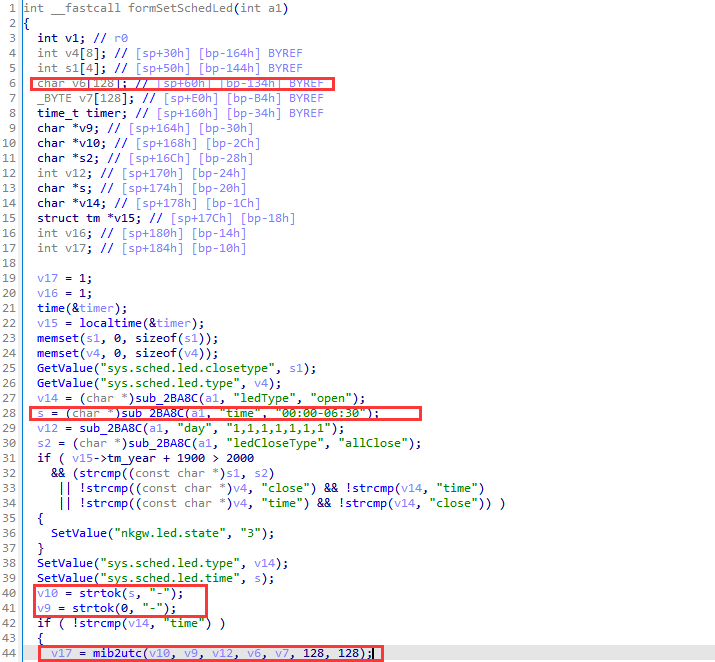 1 int __fastcall formSetSchedLed(int a1)
2 {
3 int v1; // r0
4 int v4[8]; // [sp+30h] [bp-164h] BYREF
5 int s1[4]; // [sp+50h] [bp-144h] BYREF
6 char v6[128]; // [sp+60h] [bp-134h] BYREF
7 _BYTE v7[128]; // [sp+E0h] [bp-B4h] BYREF
8 time_t timer; // [sp+160h] [bp-34h] BYREF
9 char *v9; // [sp+164h] [bp-30h]
10 char *v10; // [sp+168h] [bp-2Ch]
11 char *s2; // [sp+16Ch] [bp-28h]
12 int v12; // [sp+170h] [bp-24h]
13 char *s; // [sp+174h] [bp-20h]
14 char *v14; // [sp+178h] [bp-1Ch]
15 struct tm *v15; // [sp+17Ch] [bp-18h]
16 int v16; // [sp+180h] [bp-14h]
17 int v17; // [sp+184h] [bp-10h]
18
19 v17 = 1;
20 v16 = 1;
21 time(&timer);
22 v15 = localtime(&timer);
23 memset(s1, 0, sizeof(s1));
24 memset(v4, 0, sizeof(v4));
25 GetValue("sys.sched.led.closetype", s1);
26 GetValue("sys.sched.led.type", v4);
27 v14 = (char *)sub_2BA8C(a1, "ledType", "open");
28 s = (char *)sub_2BA8C(a1, "time", "00:00-06:30");
29 v12 = sub_2BA8C(a1, "day", "1,1,1,1,1,1,1");
30 s2 = (char *)sub_2BA8C(a1, "ledCloseType", "allClose");
31 if ( v15->tm_year + 1900 > 2000
32 && (strcmp((const char *)s1, s2)
33 || !strcmp((const char *)v4, "close") && !strcmp(v14, "time")
34 || !strcmp((const char *)v4, "time") && !strcmp(v14, "close")) )
35 {
36 SetValue("nkgw.led.state", "3");
37 }
38 SetValue("sys.sched.led.type", v14);
39 SetValue("sys.sched.led.time", s);
40 v10 = strtok(s, "-");
41 v9 = strtok(0, "-");
42 if ( !strcmp(v14, "time") )
43 {
44 v17 = mib2utc(v10, v9, v12, v6, v7, 128, 128);